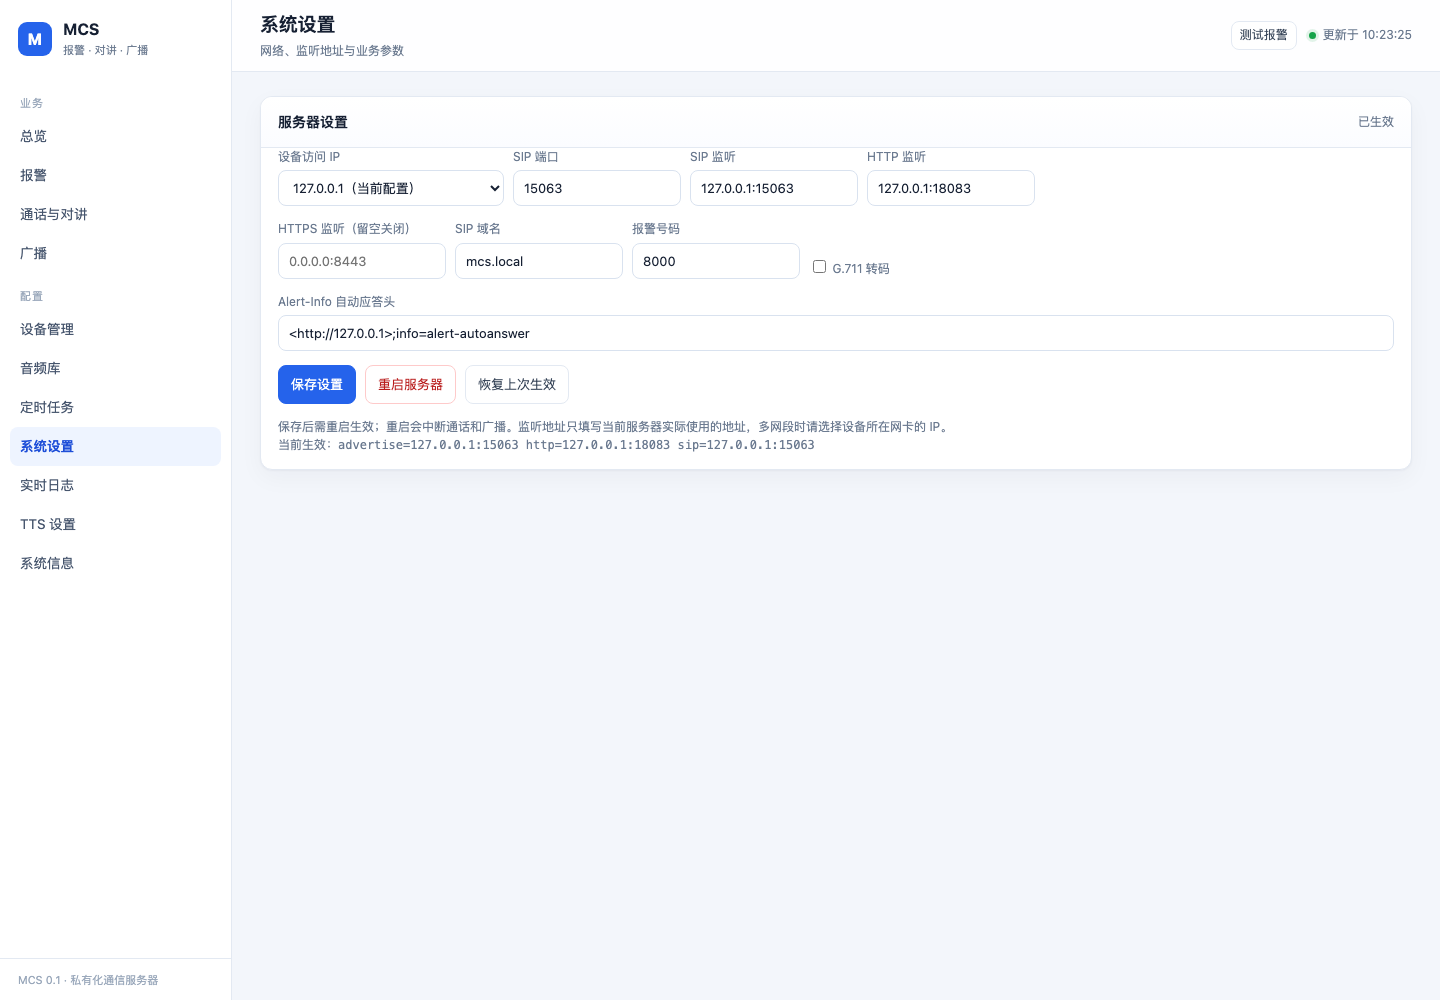 M
MCS
报警 · 对讲 · 广播
业务
总览
报警
通话与对讲
广播
配置
设备管理
音频库
定时任务
系统设置
实时日志
TTS 设置
系统信息
MCS 0.1 · 私有化通信服务器
系统设置
网络、监听地址与业务参数
测试报警
更新于 10:23:25
服务器设置
已生效
设备访问 IP
SIP 端口
SIP 监听
HTTP 监听
127.0.0.1（当前配置）
15063
127.0.0.1:15063
127.0.0.1:18083
HTTPS 监听（留空关闭）
SIP 域名
报警号码
0.0.0.0:8443
mcs.local
8000
G.711 转码
Alert-Info 自动应答头
<http://127.0.0.1>;info=alert-autoanswer
保存设置
重启服务器
恢复上次生效
保存后需重启生效；重启会中断通话和广播。监听地址只填写当前服务器实际使用的地址，多网段时请选择设备所在网卡的 IP。
当前生效：advertise=127.0.0.1:15063 http=127.0.0.1:18083 sip=127.0.0.1:15063